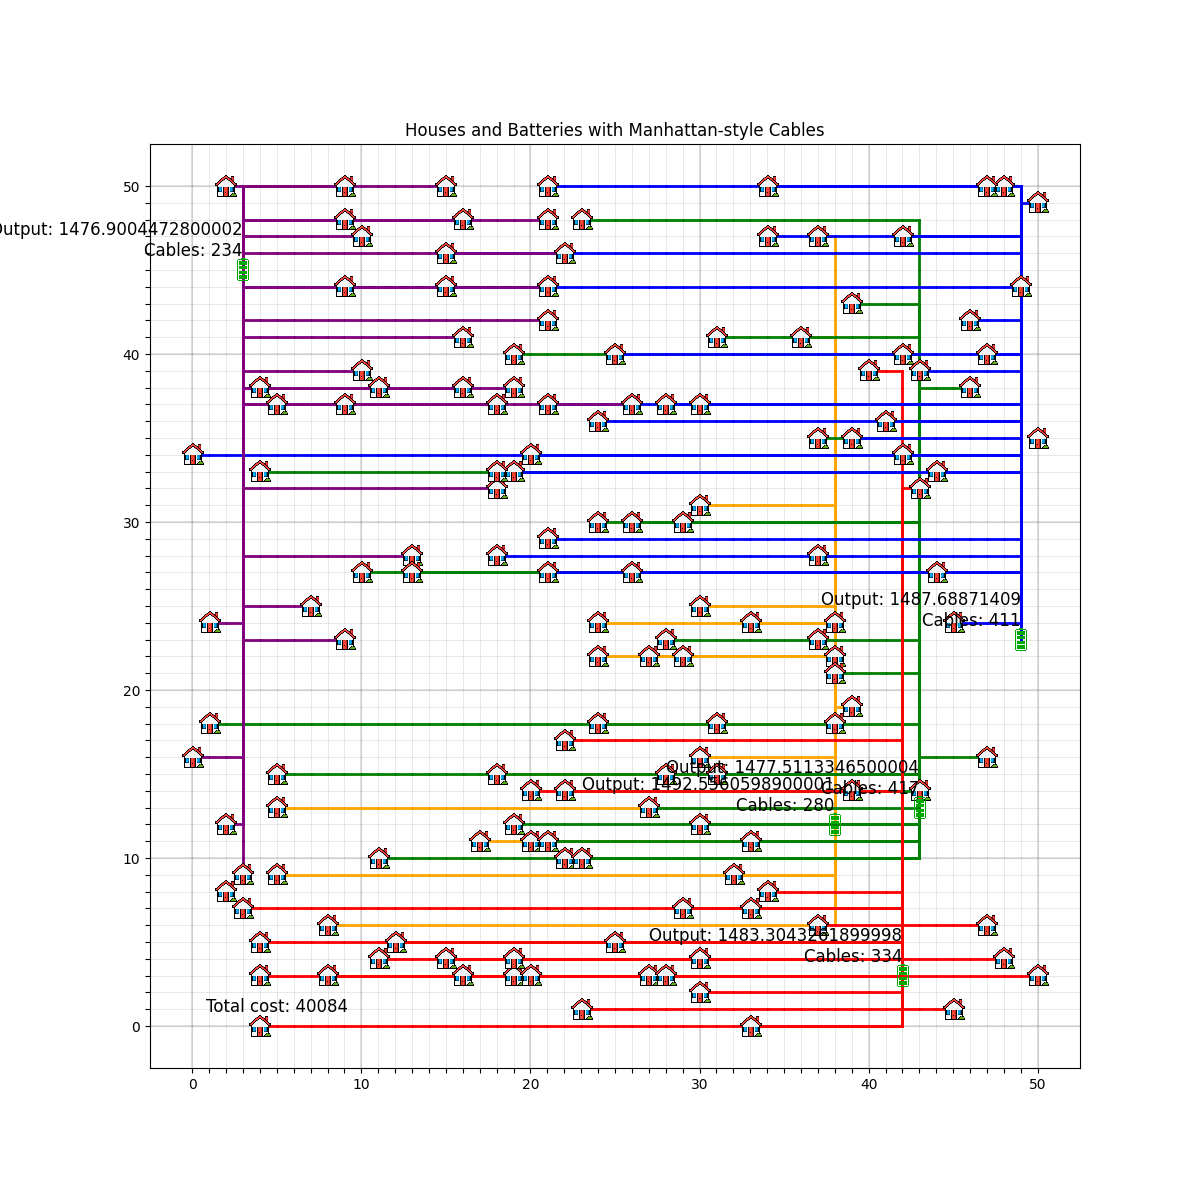 Houses and Batteries with Manhattan-style Cables
50
Output: 1476.9004472800002
Cables: 234
40
30
Output: 1487.68871409
Cables: 411
20
Output: 1477.5113346500004
Cables: 417
Output: 1492.5560598900001
Cables: 280
10
Output: 1483.3043261899998
Cables: 334
Total cost: 40084
0
0 10 20 30 40 50